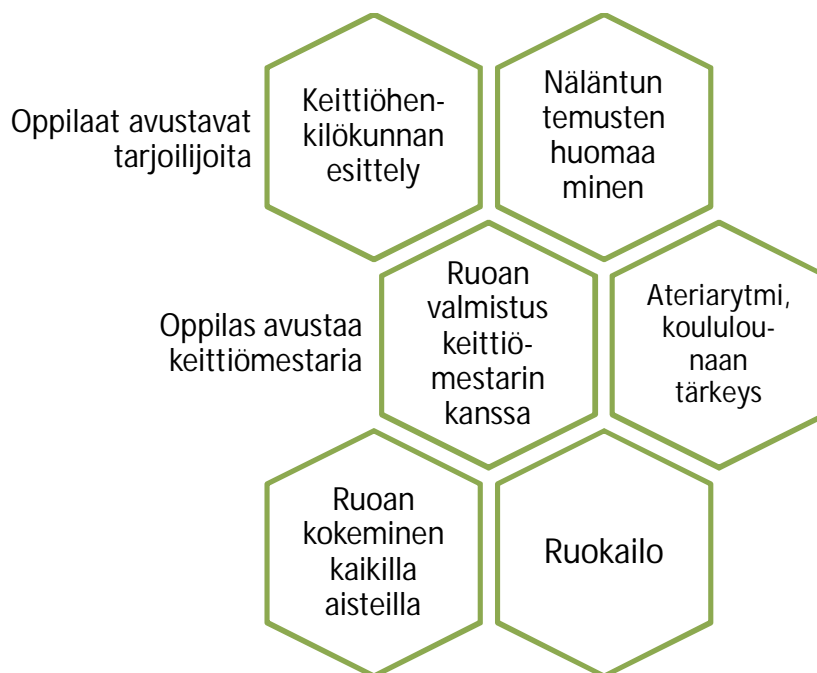 Oppilaat avustavat
tarjoilijoita
Keittiöhen-
kilökunnan
esittely
Näläntun
temusten
huomaa
minen
Oppilas avustaa
keittiömestaria
Ruoan
valmistus
keittiö-
mestarin
kanssa
Ateriarytmi,
koululou-
naan
tärkeys
Ruoan
kokeminen
kaikilla
aisteilla
Ruokailo